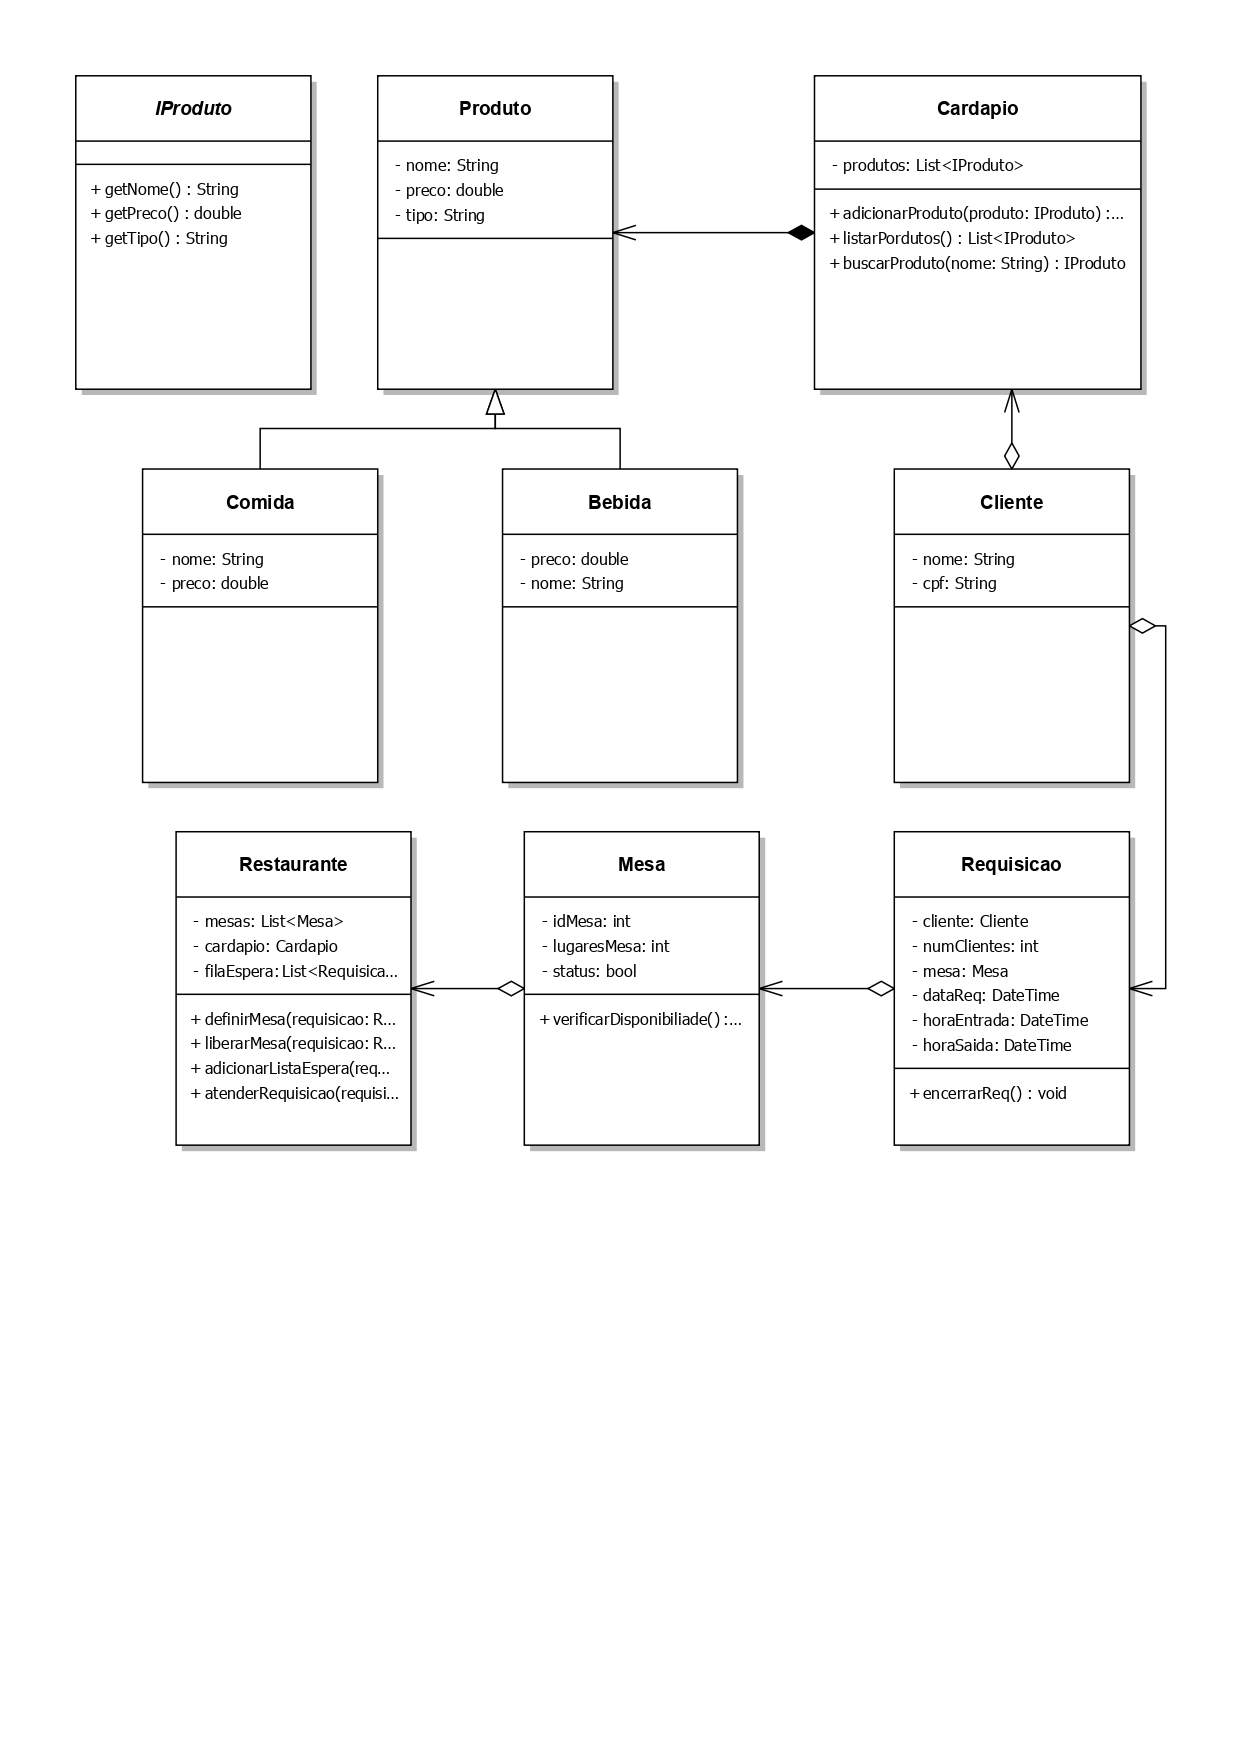 IProduto
+ getNome() : String
+ getPreco() : double
+ getTipo() : String
Produto
- nome: String
- preco: double
- tipo: String
Cardapio
- produtos: List<IProduto>
+ adicionarProduto(produto: IProduto) :...
+ listarPordutos() : List<IProduto>
+ buscarProduto(nome: String) : IProduto
Comida
- nome: String
- preco: double
Bebida
- preco: double
- nome: String
Cliente
- nome: String
- cpf: String
Restaurante
- mesas: List<Mesa>
- cardapio: Cardapio
- filaEspera: List<Requisica...
+ definirMesa(requisicao: R...
+ liberarMesa(requisicao: R...
+ adicionarListaEspera(req...
+ atenderRequisicao(requisi...
Mesa
- idMesa: int
- lugaresMesa: int
- status: bool
+ verificarDisponibiliade() :...
Requisicao
- cliente: Cliente
- numClientes: int
- mesa: Mesa
- dataReq: DateTime
- horaEntrada: DateTime
- horaSaida: DateTime
+ encerrarReq() : void